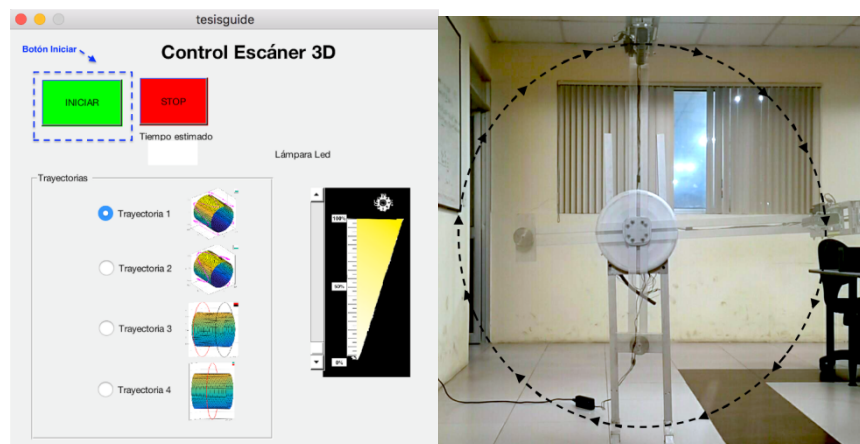 tesisguide
Botón Iniciar
Control Escáner 3D
INICIAR
STOP
Tiempo estimado
Lámpara Led
Trayectorias
Trayectoria 1
Trayectoria 2
Trayectoria 3
Trayectoria 4
100%
50%
0%